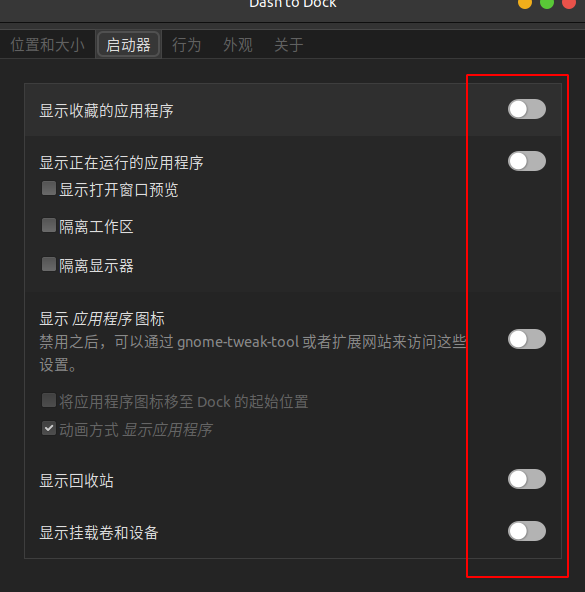 Dash to Dock
位置和大小 启动器 行为 外观 关于
显示收藏的应用程序
显示正在运行的应用程序
显示打开窗口预览
隔离工作区
隔离显示器
显示 应用程序 图标
禁用之后，可以通过 gnome-tweak-tool 或者扩展网站来访问这些
设置。
将应用程序图标移至 Dock 的起始位置
动画方式 显示应用程序
显示回收站
显示挂载卷和设备